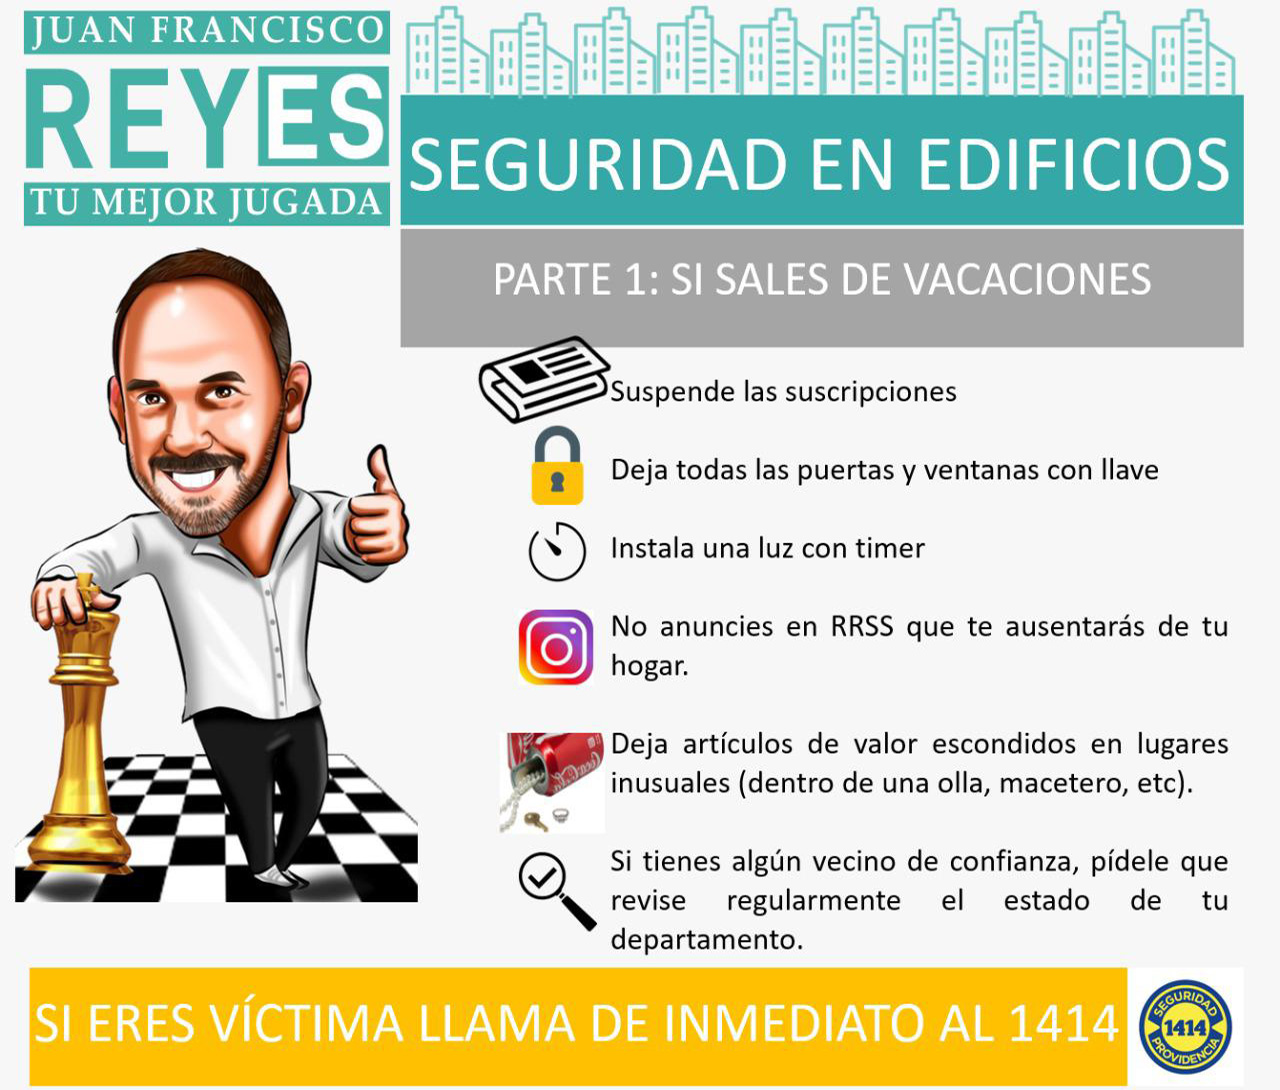 JUAN FRANCISCO
REYES
TU MEJOR JUGADA
SEGURIDAD EN EDIFICIOS
PARTE 1: SI SALES DE VACACIONES
Suspende las suscripciones
Deja todas las puertas y ventanas con llave
Instala una luz con timer
No anuncies en RRSS que te ausentarás de tu
hogar.
Deja artículos de valor escondidos en lugares
inusuales (dentro de una olla, macetero, etc).
Si tienes algún vecino de confianza, pídele que
revise regularmente el estado de tu
departamento.
SI ERES VÍCTIMA LLAMA DE INMEDIATO AL 1414
SEGURIDAD
1414
PROVIDENCIA